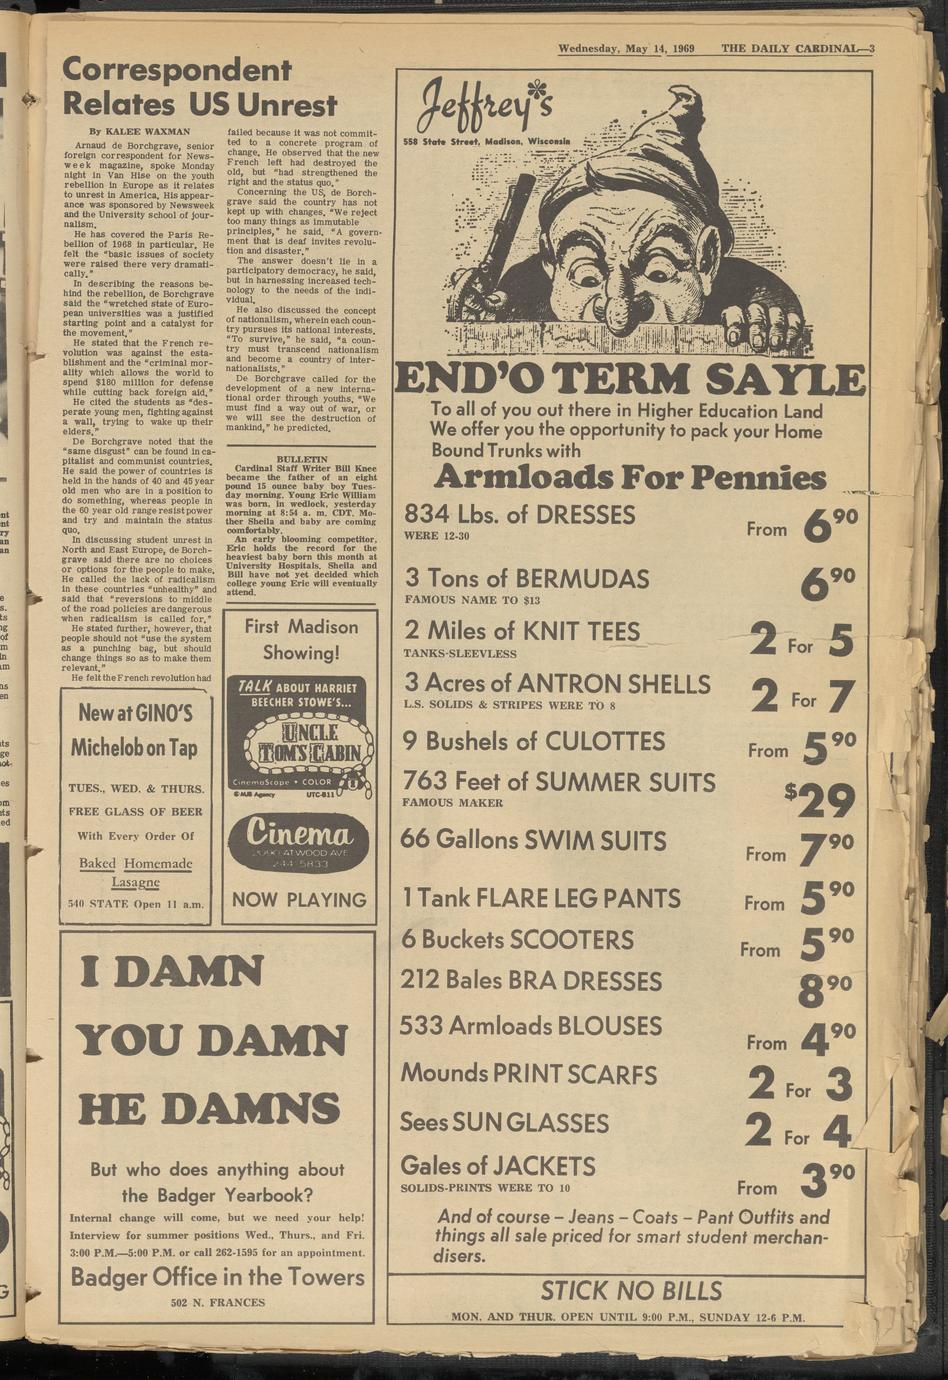 Wednesday, May 14, 1969 THE DAILY CARDINAL—3
Correspondent
Relates US Unrest
By KALEE WAXMAN
Arnaud de Borchgrave, senior
foreign correspondent for News-
week magazine, spoke Monday
night in Van Hise on the youth
rebellion in Europe as it relates
to unrest in America. His appear-
ance was sponsored by Newsweek
and the University school of jour-
nalism.
He has covered the Paris Re-
bellion of 1968 in particular. He
felt the "basic issues of society
were raised there very dramati-
cally."
In describing the reasons be-
hind the rebellion, de Borchgrave
said the "wretched state of Euro-
pean universities was a justified
starting point and a catalyst for
the movement."
He stated that the French re-
volution was against the esta-
blishment and the "criminal mor-
ality which allows the world to
spend $180 million for defense
while cutting back foreign aid."
He cited the students as "des-
perate young men, fighting against
a wall, trying to wake up their
elders."
De Borchgrave noted that the
"same disgust" can be found in ca-
pitalist and communist countries.
He said the power of countries is
held in the hands of 40 and 45 year
old men who are in a position to
do something, whereas people in
the 60 year old range resist power
and try and maintain the status
quo.
In discussing student unrest in
North and East Europe, de Borch-
grave said there are no choices
or options for the people to make.
He called the lack of radicalism
in these countries "unhealthy" and
said that "reversions to middle
of the road policies are dangerous
when radicalism is called for."
He stated further, however, that
people should not "use the system
as a punching bag, but should
change things so as to make them
relevant."
He felt the French revolution had
failed because it was not commit-
ted to a concrete program of
change. He observed that the new
French left had destroyed the
old, but "had strengthened the
right and the status quo."
Concerning the US, de Borch-
grave said the country has not
kept up with changes. "We reject
too many things as immutable
principles," he said. "A govern-
ment that is deaf invites revolu-
tion and disaster."
The answer doesn't lie in a
participatory democracy, he said,
but in harnessing increased tech-
nology to the needs of the indi-
vidual.
He also discussed the concept
of nationalism, wherein each coun-
try pursues its national interests.
"To survive," he said, "a coun-
try must transcend nationalism
and become a country of inter-
nationalists."
De Borchgrave called for the
development of a new interna-
tional order through youths. "We
must find a way out of war, or
we will see the destruction of
mankind," he predicted.
BULLETIN
Cardinal Staff Writer Bill Knee
became the father of an eight
pound 15 ounce baby boy Tues-
day morning. Young Eric William
was born, in wedlock, yesterday
morning at 8:54 a. m. CDT. Mo-
ther Sheila and baby are coming
comfortably.
An early blooming competitor,
Eric holds the record for the
heaviest baby born this month at
University Hospitals. Sheila and
Bill have not yet decided which
college young Eric will eventually
attend.
New at GINO'S
Michelob on Tap
TUES., WED. & THURS.
FREE GLASS OF BEER
With Every Order Of
Baked Homemade
Lasagne
540 STATE Open 11 a.m.
First Madison
Showing!
TALK ABOUT HARRIET
BEECHER STOWE'S...
UNCLE
TOM'S CABIN
CinemaScope • COLOR
© MJB Agency UTC-B11
Cinema
2090 ATWOOD AVE
244 5833
NOW PLAYING
I DAMN
YOU DAMN
HE DAMNS
But who does anything about
the Badger Yearbook?
Internal change will come, but we need your help!
Interview for summer positions Wed., Thurs., and Fri.
3:00 P.M.—5:00 P.M. or call 262-1595 for an appointment.
Badger Office in the Towers
502 N. FRANCES
Jeffrey's
558 State Street, Madison, Wisconsin
END'O TERM SAYLE
To all of you out there in Higher Education Land
We offer you the opportunity to pack your Home
Bound Trunks with
Armloads For Pennies
834 Lbs. of DRESSES From 6 90
WERE 12-30
3 Tons of BERMUDAS 6 90
FAMOUS NAME TO $13
2 Miles of KNIT TEES 2 For 5
TANKS-SLEEVLESS
3 Acres of ANTRON SHELLS 2 For 7
L.S. SOLIDS & STRIPES WERE TO 8
9 Bushels of CULOTTES From 5 90
763 Feet of SUMMER SUITS $29
FAMOUS MAKER
66 Gallons SWIM SUITS From 7 90
1 Tank FLARE LEG PANTS From 5 90
6 Buckets SCOOTERS From 5 90
212 Bales BRA DRESSES 8 90
533 Armloads BLOUSES From 4 90
Mounds PRINT SCARFS 2 For 3
Sees SUN GLASSES 2 For 4
Gales of JACKETS From 3 90
SOLIDS-PRINTS WERE TO 10
And of course – Jeans – Coats – Pant Outfits and
things all sale priced for smart student merchan-
disers.
STICK NO BILLS
MON. AND THUR. OPEN UNTIL 9:00 P.M., SUNDAY 12-6 P.M.